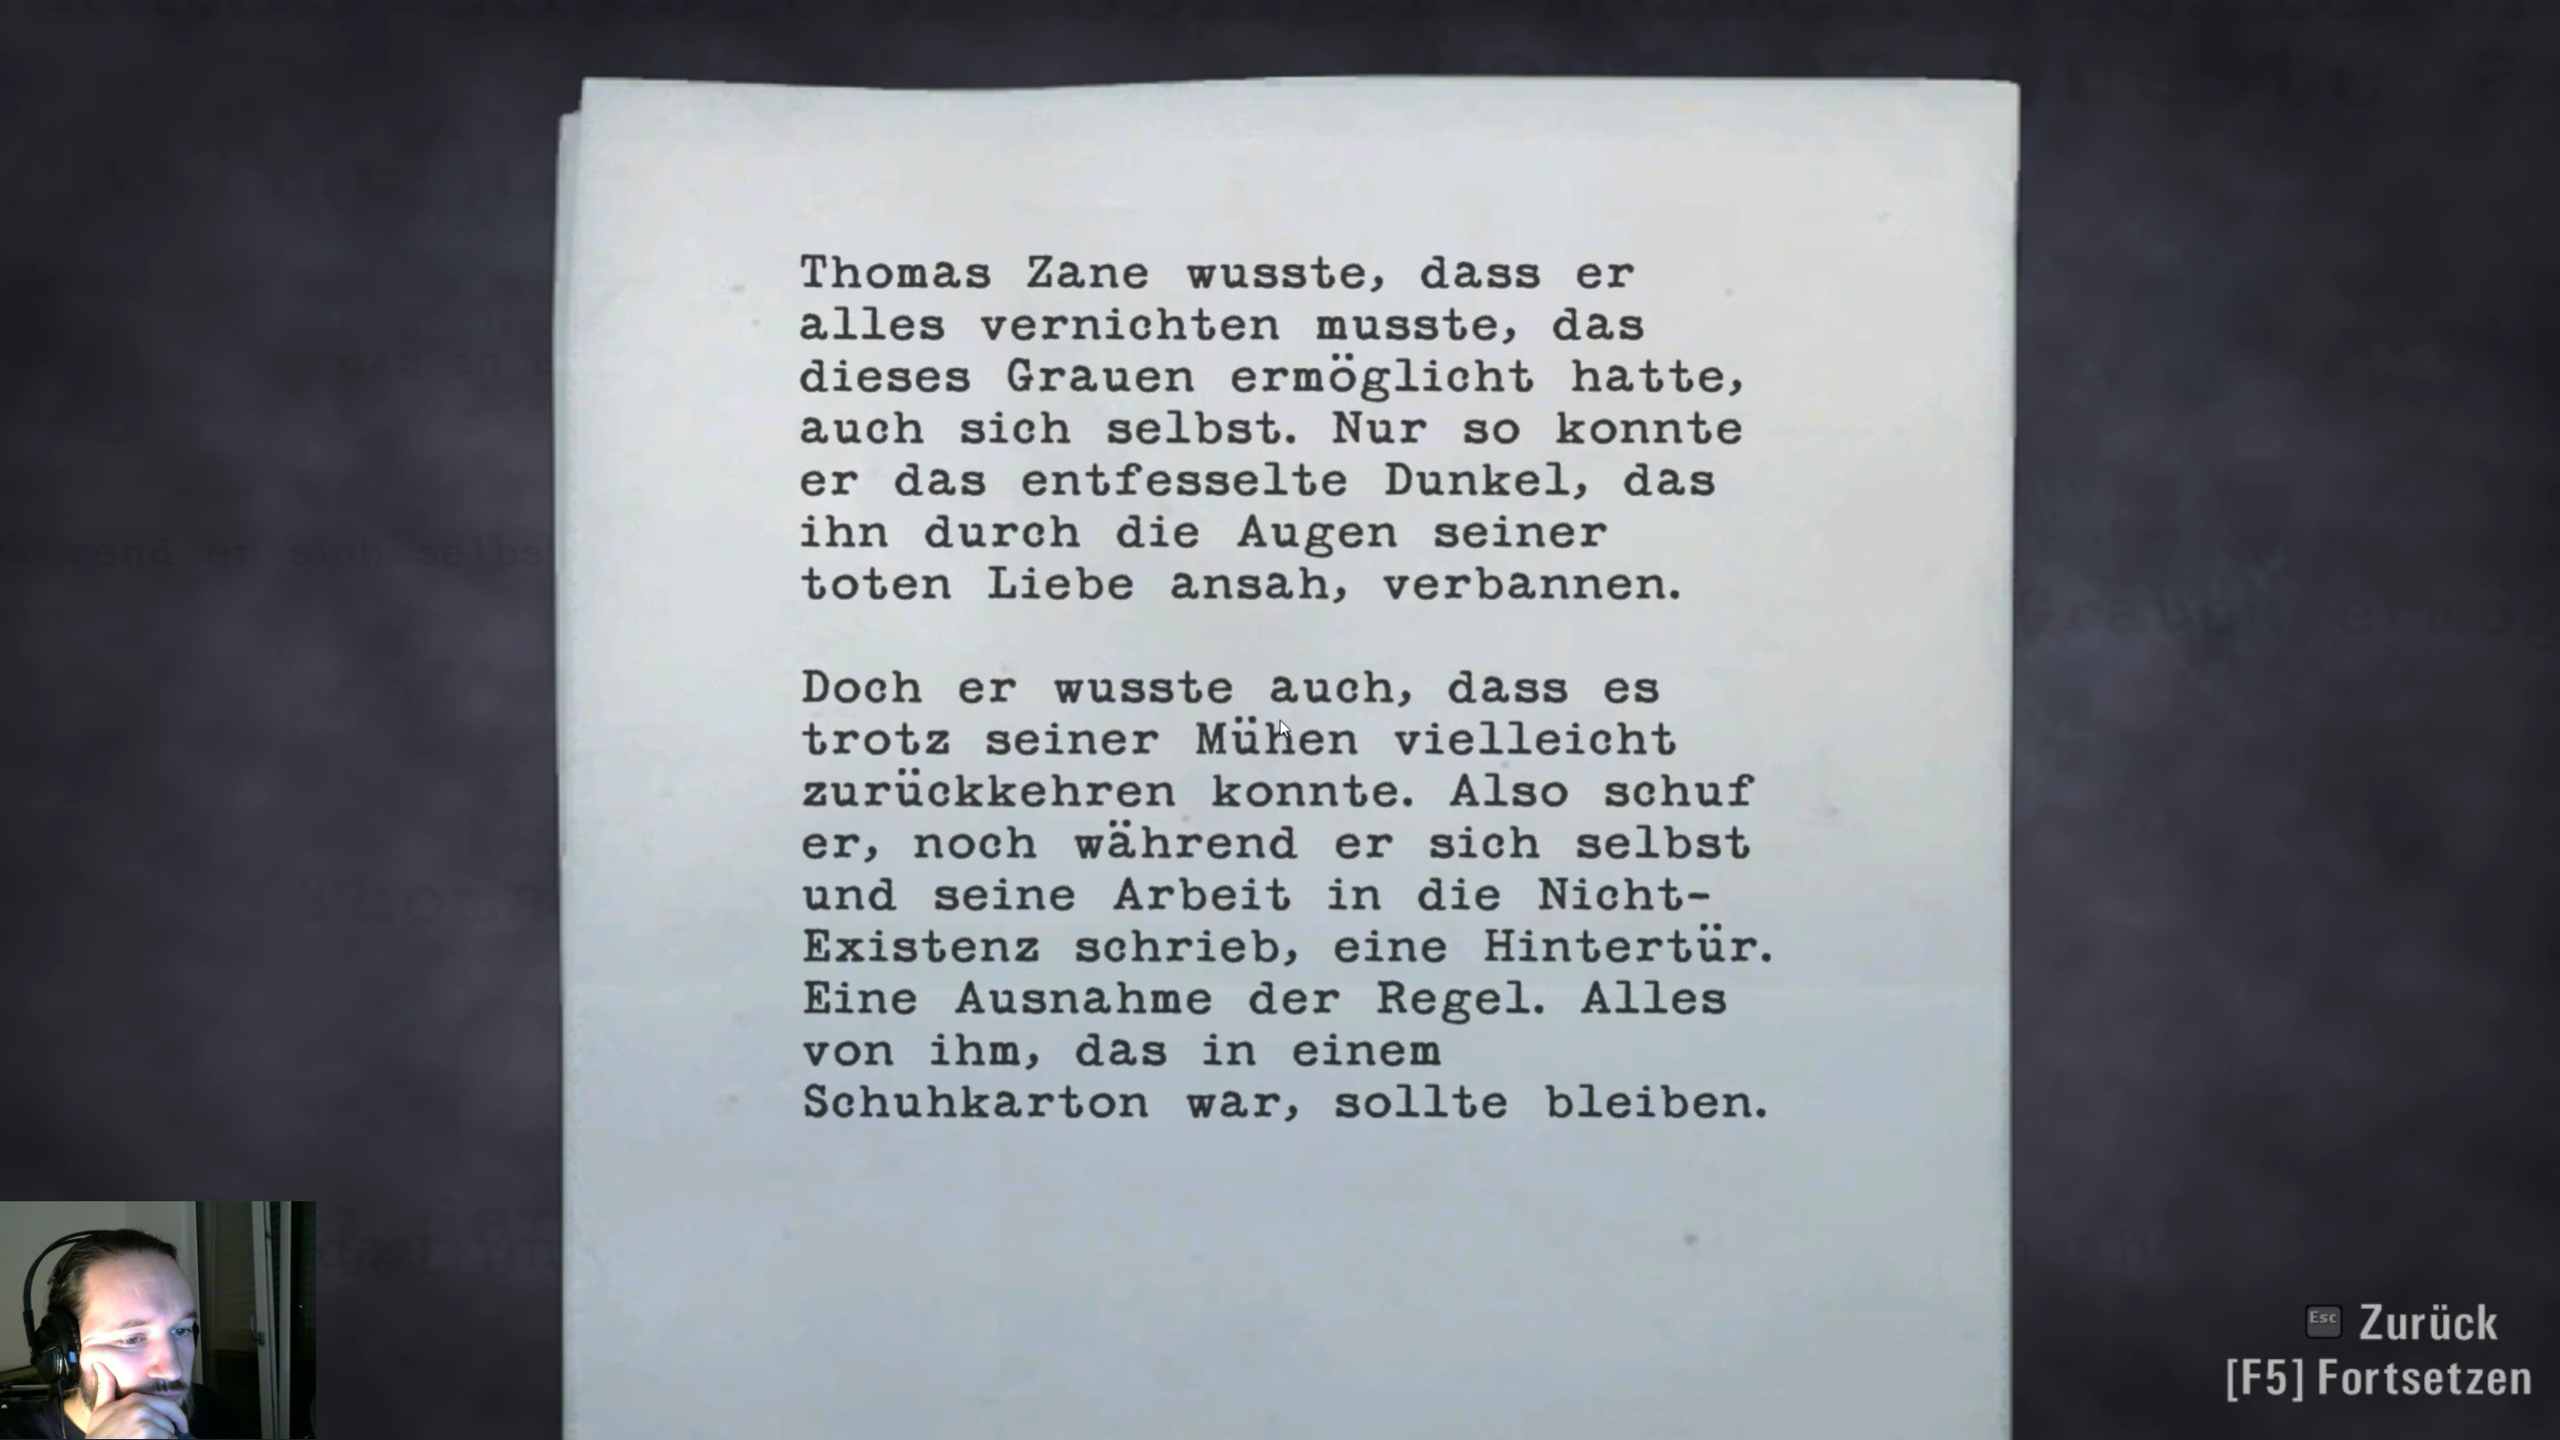 Thomas Zane wusste, dass er
alles vernichten musste, das
dieses Grauen ermöglicht hatte,
auch sich selbst. Nur so konnte
er das entfesselte Dunkel, das
ihn durch die Augen seiner
toten Liebe ansah, verbannen.
Doch er wusste auch, dass es
trotz seiner Mühen vielleicht
zurückkehren konnte. Also schuf
er, noch während er sich selbst
und seine Arbeit in die Nicht-
Existenz schrieb, eine Hintertür.
Eine Ausnahme der Regel. Alles
von ihm, das in einem
Schuhkarton war, sollte bleiben.
Esc Zurück
[F5] Fortsetzen